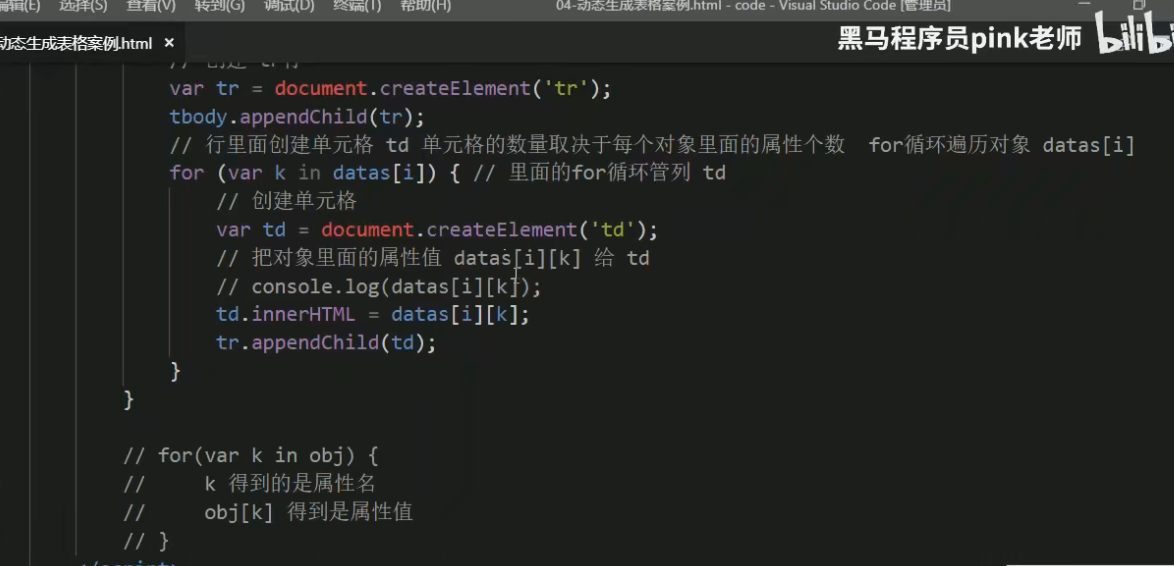 编辑(E) 选择(S) 查看(V) 转到(G) 调试(D) 终端(T) 帮助(H) 04-动态生成表格案例.html - code - Visual Studio Code [管理员]
动态生成表格案例.html ×
黑马程序员pink老师 bilibi
// 创建 tr行
var tr = document.createElement('tr');
tbody.appendChild(tr);
// 行里面创建单元格 td 单元格的数量取决于每个对象里面的属性个数 for循环遍历对象 datas[i]
for (var k in datas[i]) { // 里面的for循环管列 td
// 创建单元格
var td = document.createElement('td');
// 把对象里面的属性值 datas[i][k] 给 td
// console.log(datas[i][k]);
td.innerHTML = datas[i][k];
tr.appendChild(td);
}
}
// for(var k in obj) {
// k 得到的是属性名
// obj[k] 得到是属性值
// }
</script>